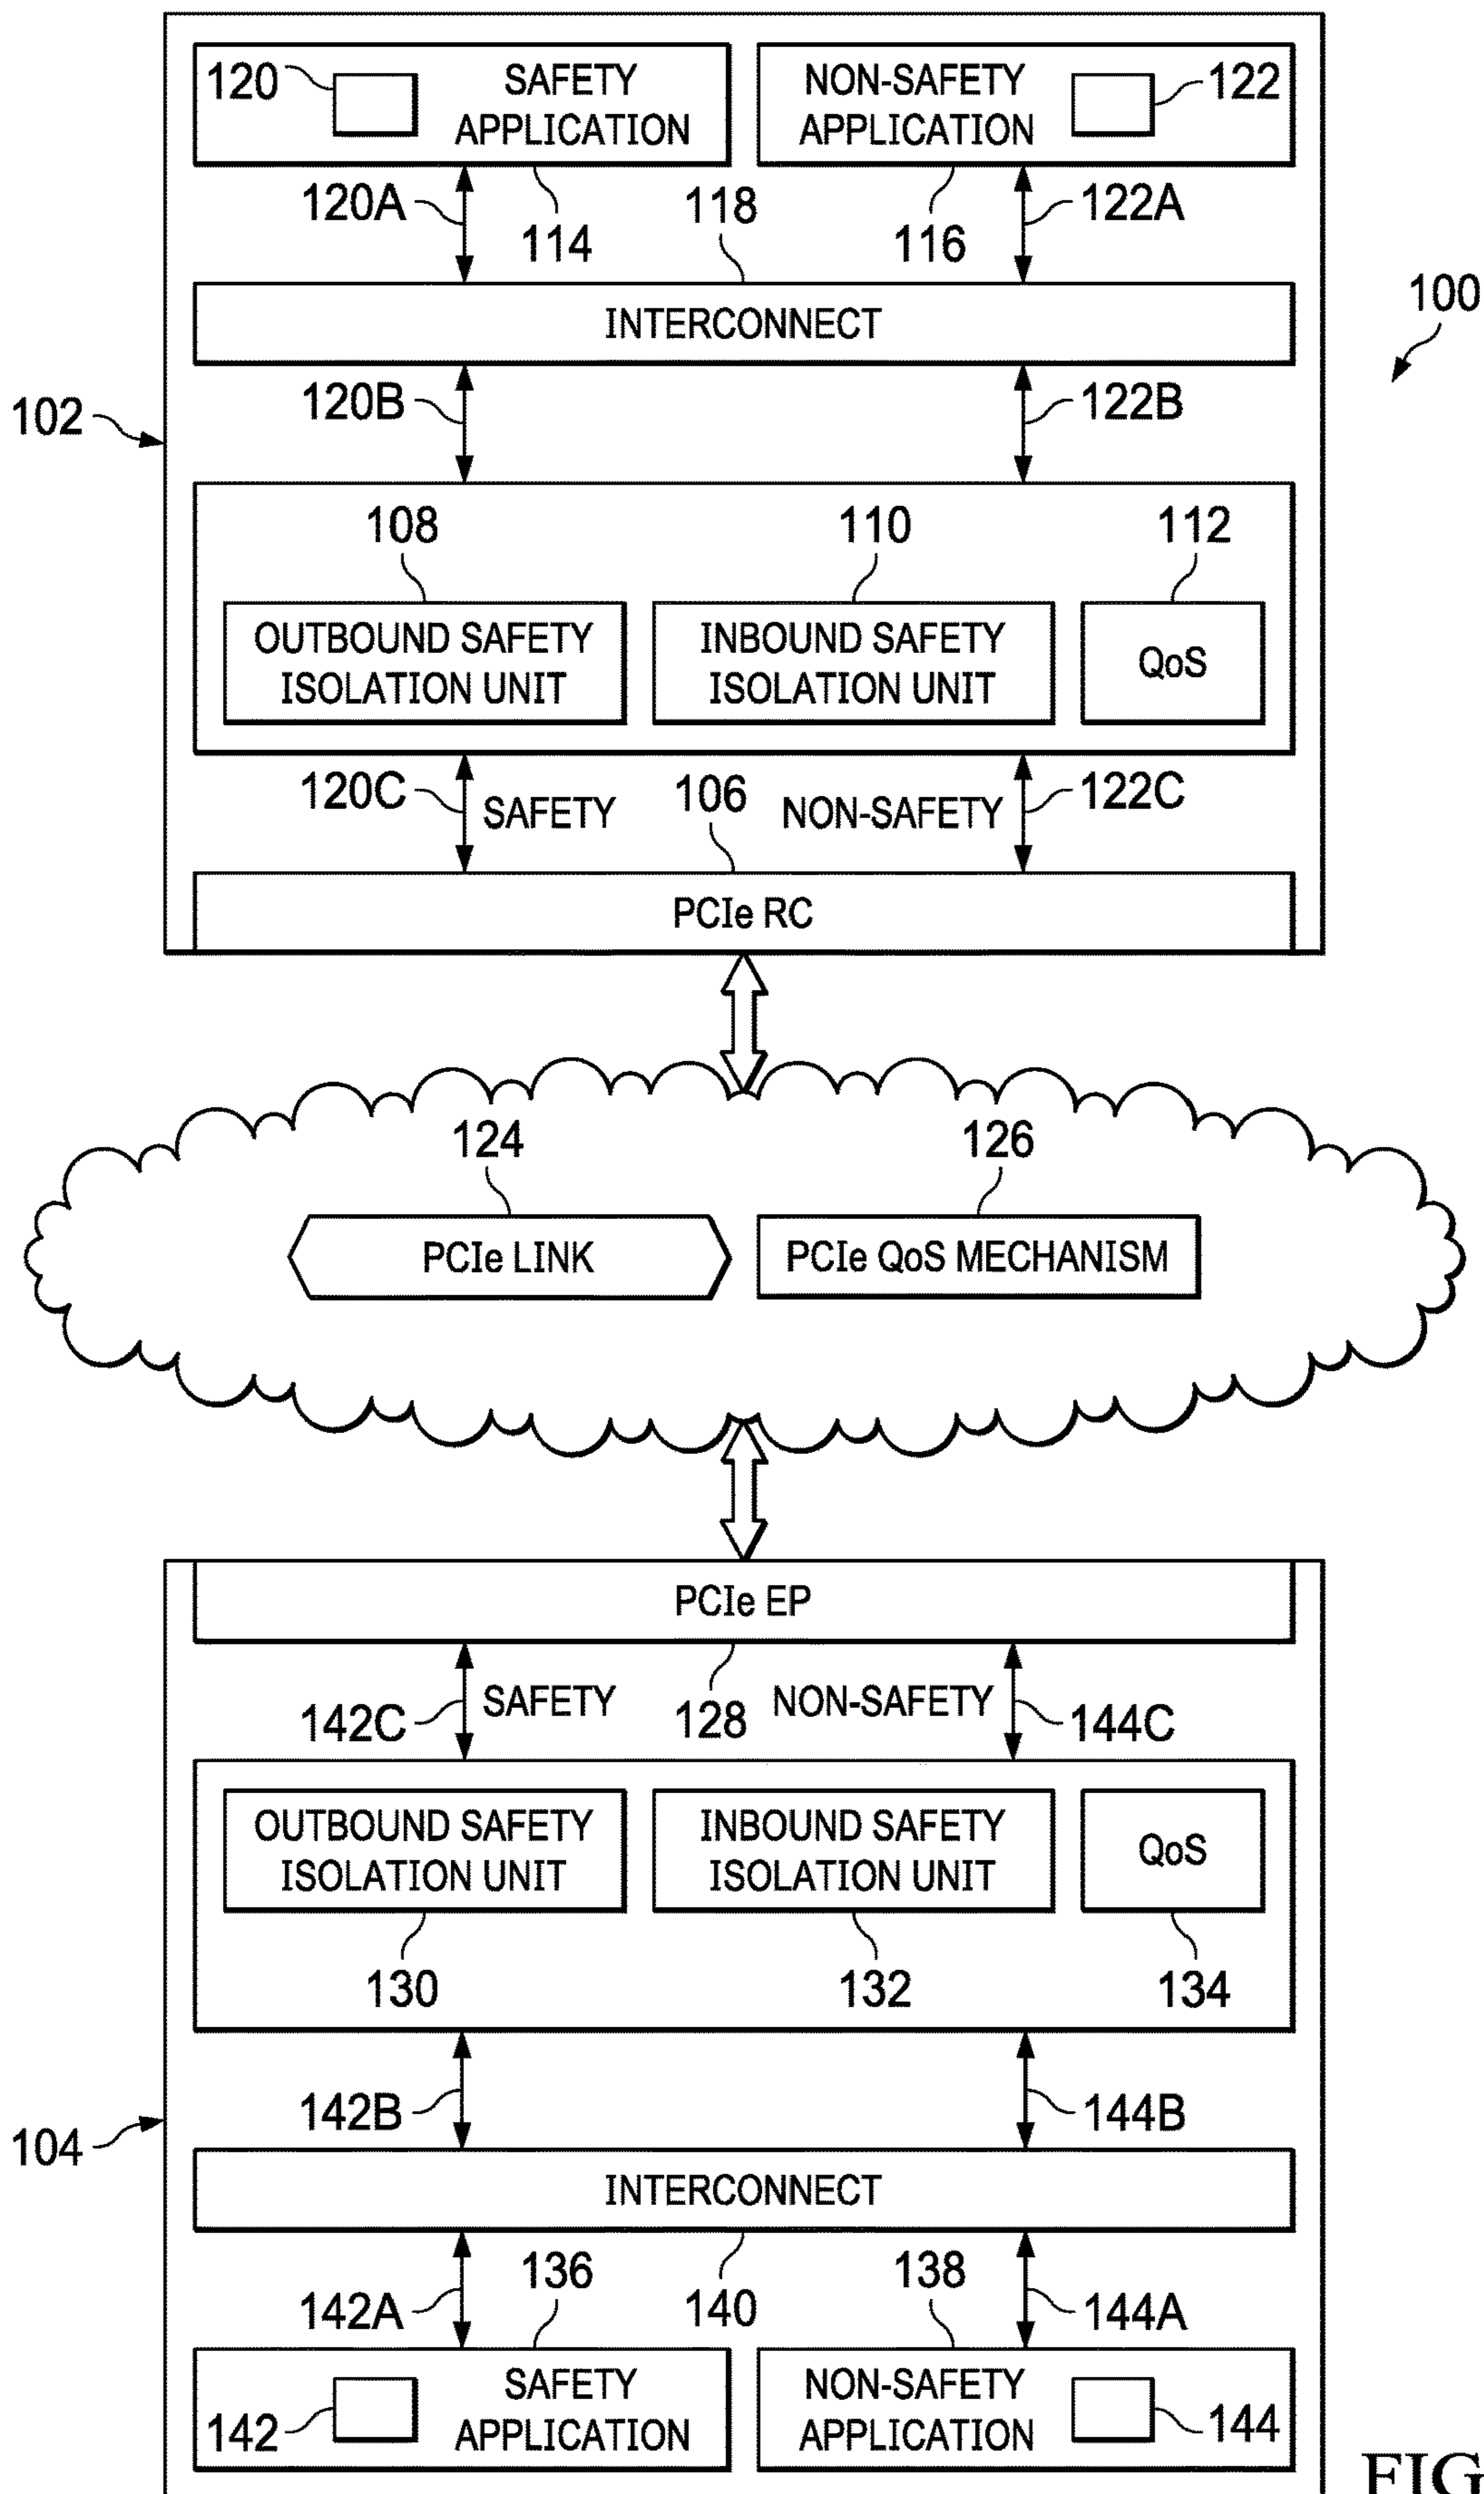 120
SAFETY
APPLICATION
NON-SAFETY
APPLICATION
122
120A
114
118
116
122A
100
INTERCONNECT
102
120B
122B
108
110
112
OUTBOUND SAFETY
ISOLATION UNIT
INBOUND SAFETY
ISOLATION UNIT
QoS
120C
SAFETY
106
NON-SAFETY
122C
PCIe RC
124
126
PCIe LINK
PCIe QoS MECHANISM
PCIe EP
142C
SAFETY
128
NON-SAFETY
144C
OUTBOUND SAFETY
ISOLATION UNIT
INBOUND SAFETY
ISOLATION UNIT
QoS
130
132
134
142B
144B
104
INTERCONNECT
142A
136
140
138
144A
142
SAFETY
APPLICATION
NON-SAFETY
APPLICATION
144
FIG